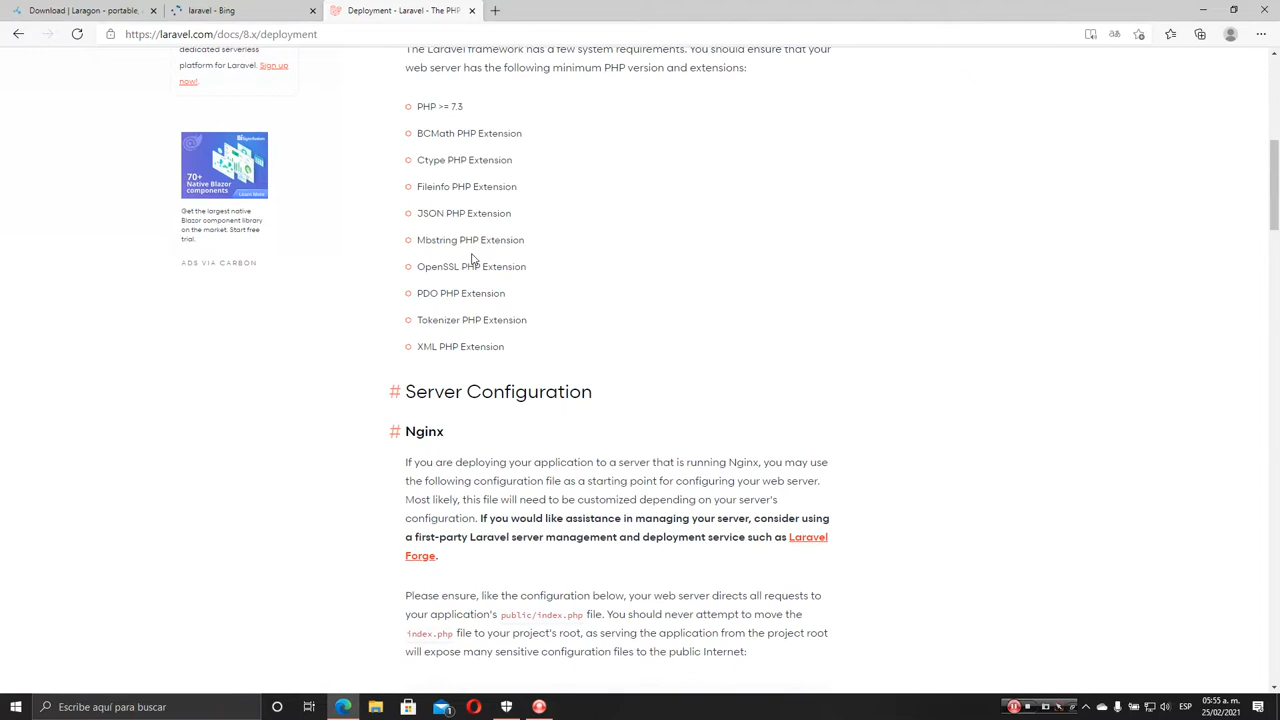 Download | Laragon - portable,
laravel ing
Deployment - Laravel - The PHP
https://laravel.com/docs/8.x/deployment
dedicated serverless
platform for Laravel. Sign up
now!.
70+
Native Blazor
components
Learn More
Get the largest native
Blazor component library
on the market. Start free
trial.
ADS VIA CARBON
The Laravel framework has a few system requirements. You should ensure that your
web server has the following minimum PHP version and extensions:
PHP >= 7.3
BCMath PHP Extension
Ctype PHP Extension
Fileinfo PHP Extension
JSON PHP Extension
Mbstring PHP Extension
OpenSSL PHP Extension
PDO PHP Extension
Tokenizer PHP Extension
XML PHP Extension
# Server Configuration
# Nginx
If you are deploying your application to a server that is running Nginx, you may use
the following configuration file as a starting point for configuring your web server.
Most likely, this file will need to be customized depending on your server's
configuration. If you would like assistance in managing your server, consider using
a first-party Laravel server management and deployment service such as Laravel
Forge.
Please ensure, like the configuration below, your web server directs all requests to
your application's public/index.php file. You should never attempt to move the
index.php file to your project's root, as serving the application from the project root
will expose many sensitive configuration files to the public Internet:
Escribe aquí para buscar
ESP
05:55 a. m.
25/02/2021